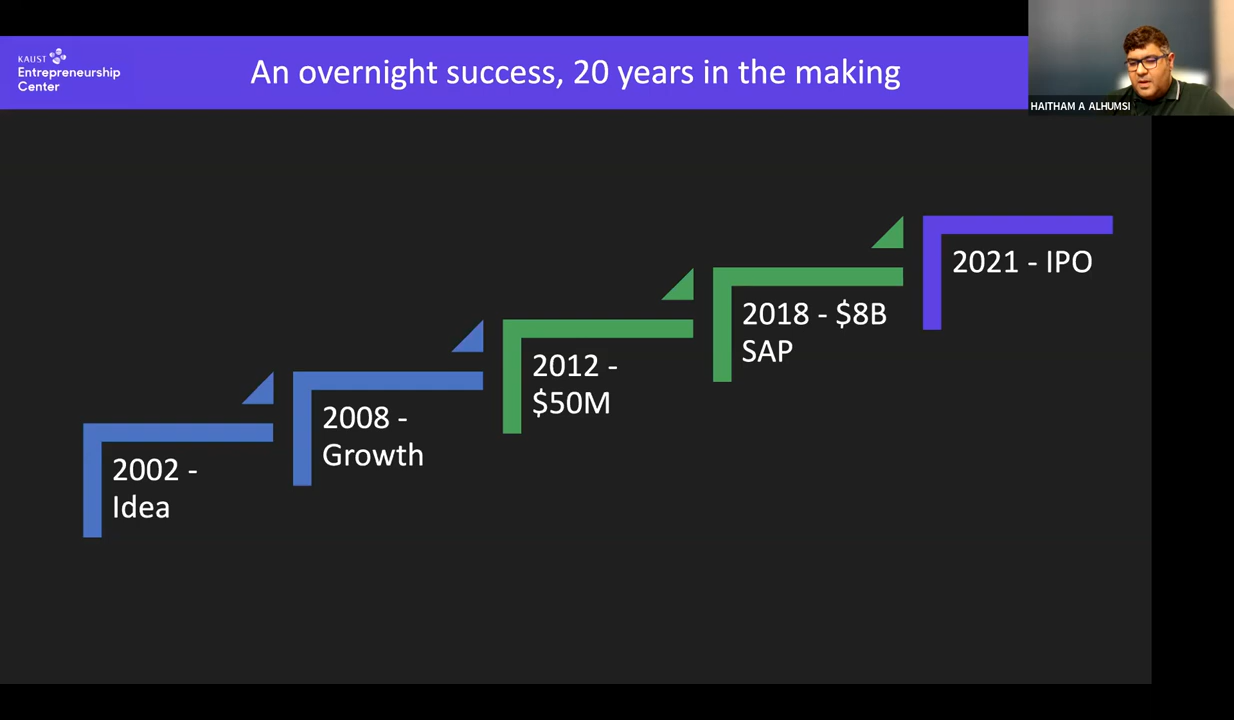 KAUST
Entrepreneurship
Center
An overnight success, 20 years in the making
HAITHAM A ALHUMSI
2002 -
Idea
2008 -
Growth
2012 -
$50M
2018 - $8B
SAP
2021 - IPO